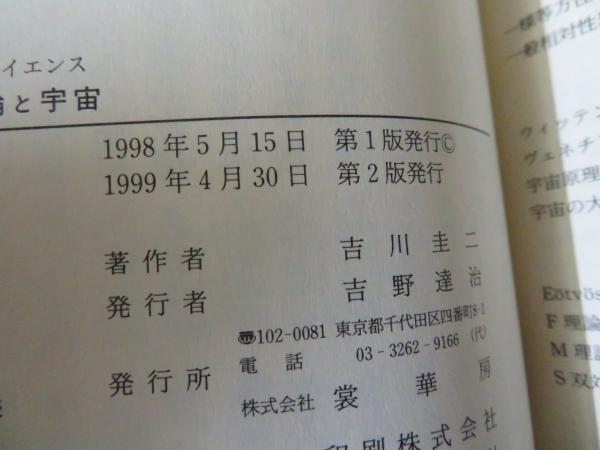 イエンス
論と宇宙
1998年5月15日 第1版発行©
1999年4月30日 第2版発行
著作者 吉川圭二
発行者 吉野達治
〠102-0081 東京都千代田区四番町8-1
電話 03-3262-9166 (代)
発行所
株式会社 裳華房
印刷株式会社
一様等方性
一般相対性
ウィッテン
ヴェネチ
宇宙原理
宇宙の大
Eötvös
F理論
M理論
S双対